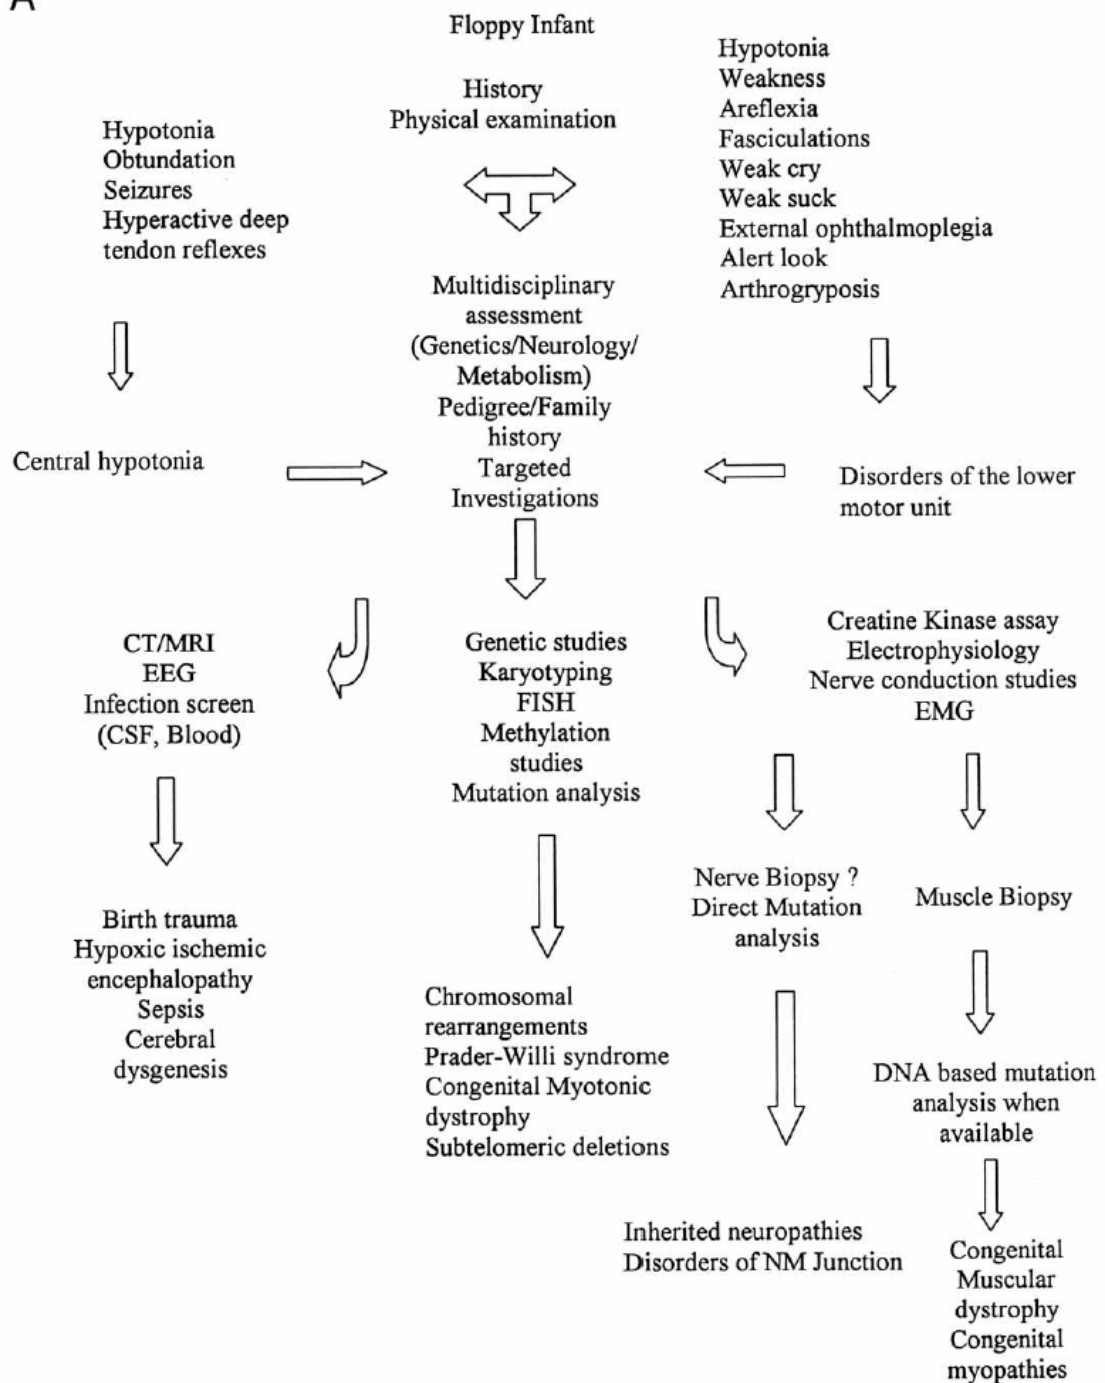 A
Floppy Infant
History
Physical examination
Hypotonia
Obtundation
Seizures
Hyperactive deep
tendon reflexes
Hypotonia
Weakness
Areflexia
Fasciculations
Weak cry
Weak suck
External ophthalmoplegia
Alert look
Arthrogryposis
Multidisciplinary
assessment
(Genetics/Neurology/
Metabolism)
Pedigree/Family
history
Targeted
Investigations
Central hypotonia
Disorders of the lower
motor unit
CT/MRI
EEG
Infection screen
(CSF, Blood)
Genetic studies
Karyotyping
FISH
Methylation
studies
Mutation analysis
Creatine Kinase assay
Electrophysiology
Nerve conduction studies
EMG
Birth trauma
Hypoxic ischemic
encephalopathy
Sepsis
Cerebral
dysgenesis
Chromosomal
rearrangements
Prader-Willi syndrome
Congenital Myotonic
dystrophy
Subtelomeric deletions
Nerve Biopsy ?
Direct Mutation
analysis
Muscle Biopsy
DNA based mutation
analysis when
available
Inherited neuropathies
Disorders of NM Junction
Congenital
Muscular
dystrophy
Congenital
myopathies